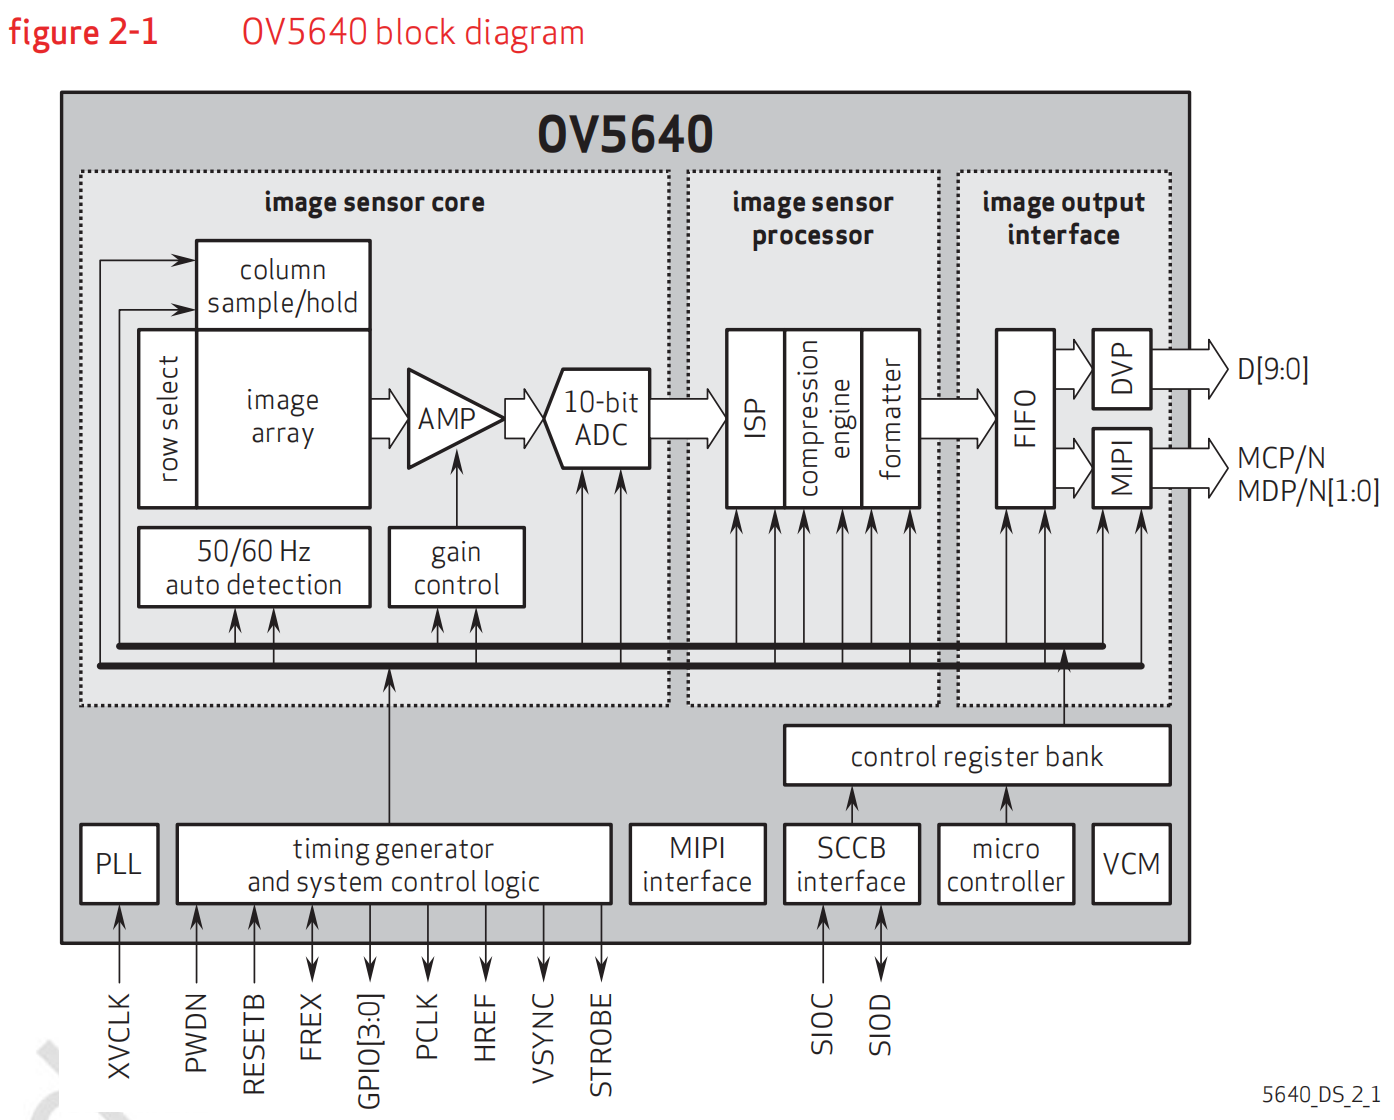 figure 2-1 OV5640 block diagram
OV5640
image sensor core
image sensor
processor
image output
interface
column
sample/hold
row select
image
array
AMP
10-bit
ADC
ISP
compression
engine
formatter
FIFO
DVP
MIPI
D[9:0]
MCP/N
MDP/N[1:0]
50/60 Hz
auto detection
gain
control
control register bank
PLL
timing generator
and system control logic
MIPI
interface
SCCB
interface
micro
controller
VCM
XVCLK
PWDN
RESETB
FREX
GPIO[3:0]
PCLK
HREF
VSYNC
STROBE
SIOC
SIOD
5640_DS_2_1